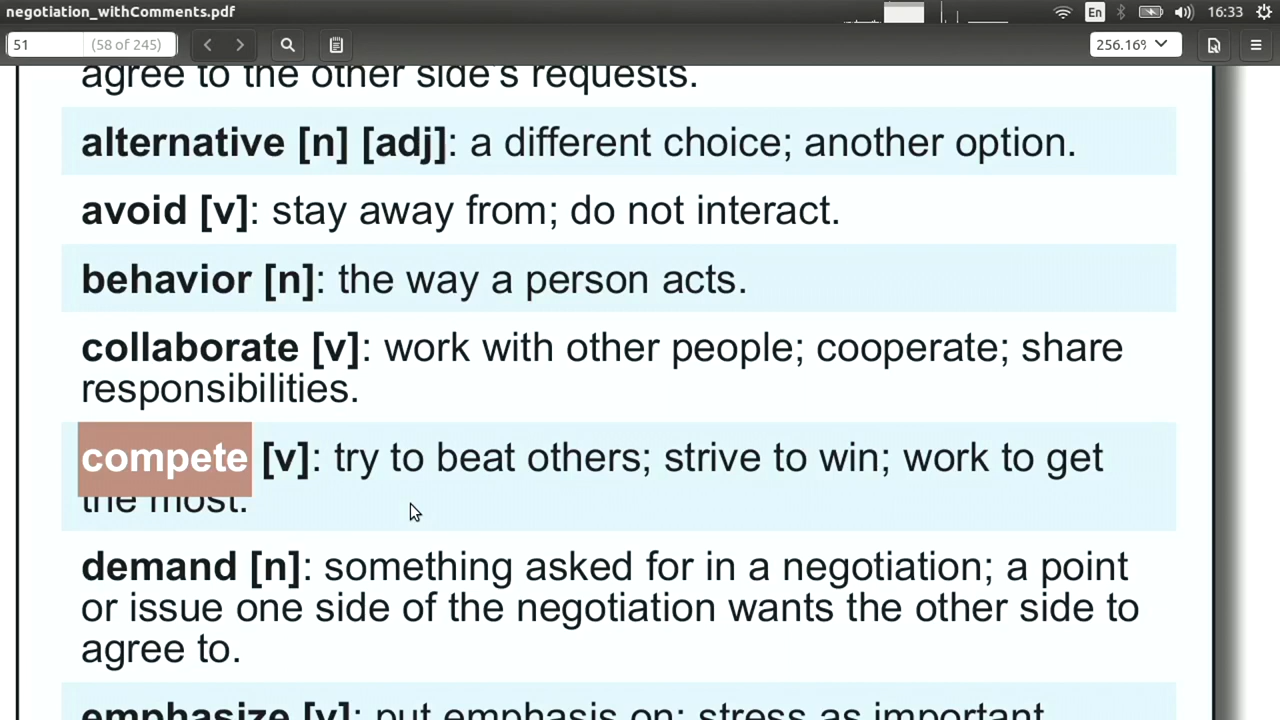 negotiation_withComments.pdf
En
16:33
51
(58 of 245)
256.16%
agree to the other side's requests.
alternative [n] [adj]: a different choice; another option.
avoid [v]: stay away from; do not interact.
behavior [n]: the way a person acts.
collaborate [v]: work with other people; cooperate; share
responsibilities.
compete [v]: try to beat others; strive to win; work to get
the most.
demand [n]: something asked for in a negotiation; a point
or issue one side of the negotiation wants the other side to
agree to.
emphasize [v]: put emphasis on; stress as important